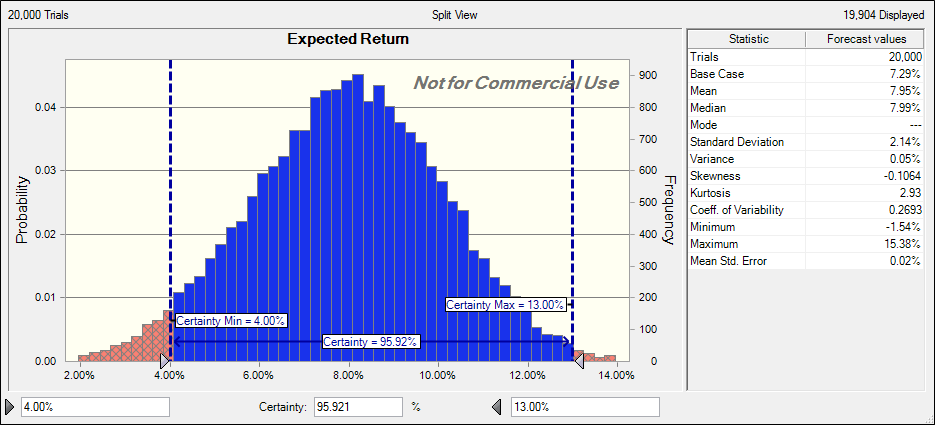 20,000 Trials Split View 19,904 Displayed
Expected Return
Not for Commercial Use
Probability
0.04
0.03
0.02
0.01
0.00
900
800
700
600
500
400
300
200
100
0
Frequency
Certainty Max = 13.00%
Certainty Min = 4.00%
Certainty = 95.92%
2.00% 4.00% 6.00% 8.00% 10.00% 12.00% 14.00%
Statistic Forecast values
Trials 20,000
Base Case 7.29%
Mean 7.95%
Median 7.99%
Mode ---
Standard Deviation 2.14%
Variance 0.05%
Skewness -0.1064
Kurtosis 2.93
Coeff. of Variability 0.2693
Minimum -1.54%
Maximum 15.38%
Mean Std. Error 0.02%
4.00% Certainty: 95.921 % 13.00%